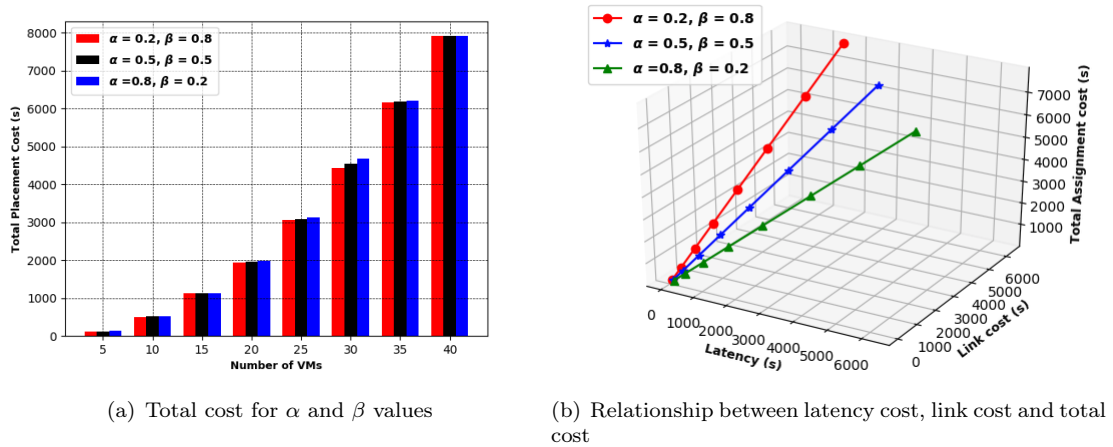 α = 0.2, β = 0.8
α = 0.5, β = 0.5
α =0.8, β = 0.2
Total Placement Cost (s)
8000
7000
6000
5000
4000
3000
2000
1000
0
5 10 15 20 25 30 35 40
Number of VMs
(a) Total cost for α and β values
α = 0.2, β = 0.8
α = 0.5, β = 0.5
α =0.8, β = 0.2
Total Assignment cost (s)
7000
6000
5000
4000
3000
2000
1000
0 1000 2000 3000 4000 5000 6000
Latency (s)
0 1000 2000 3000 4000 5000 6000
Link cost (s)
(b) Relationship between latency cost, link cost and total
cost